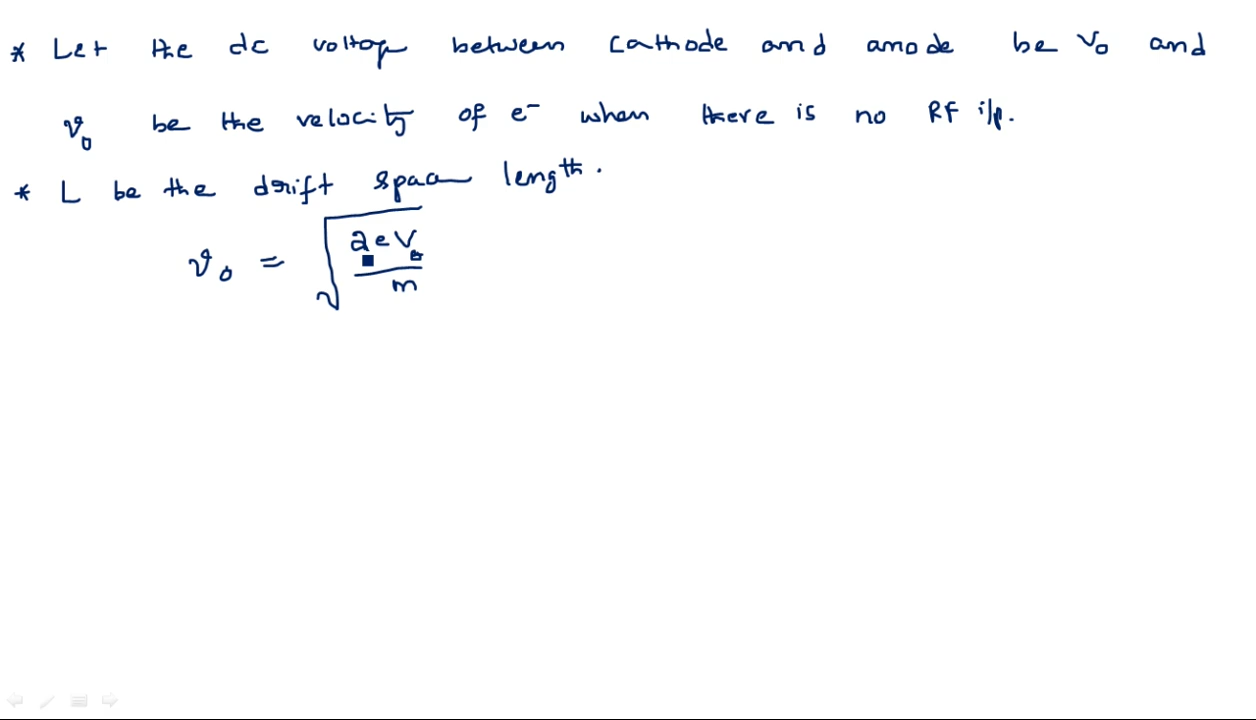 * Let the dc voltage between cathode and anode be V₀ and
v₀ be the velocity of e⁻ when there is no RF i/p.
* L be the drift space length.
v₀ = √(2eV₀/m)